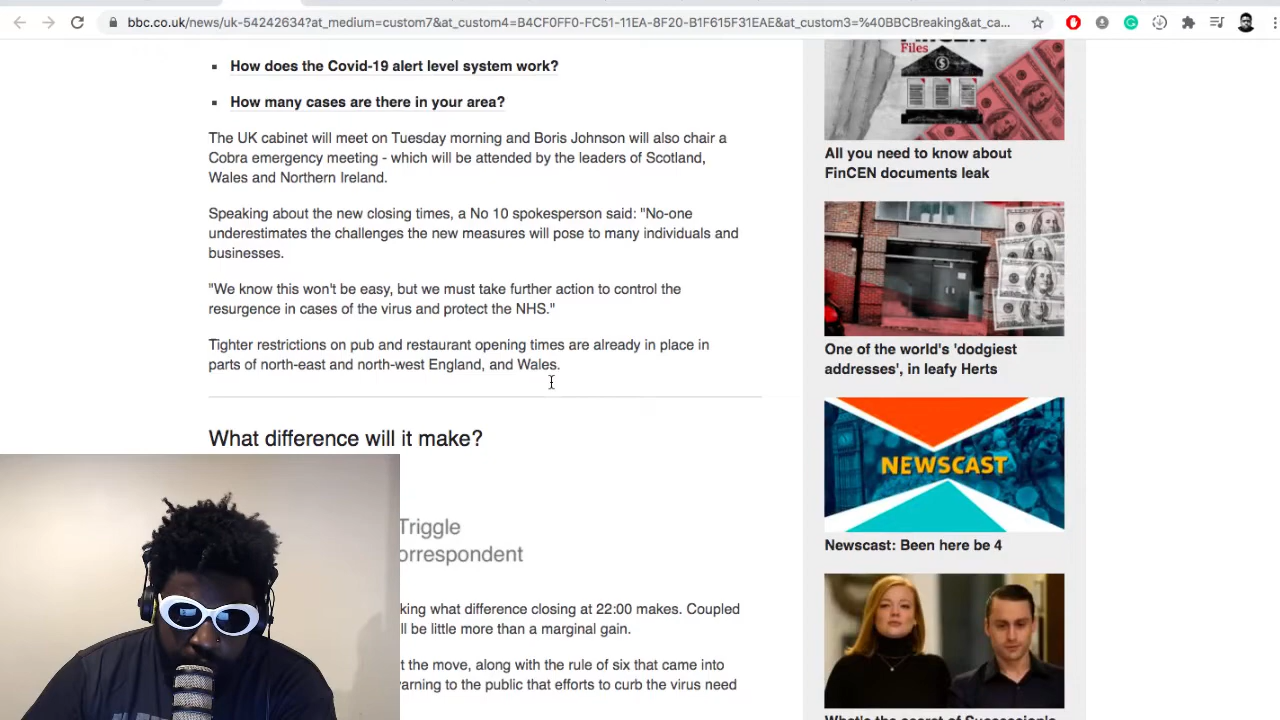 bbc.co.uk/news/uk-54242634?at_medium=custom7&at_custom4=B4CF0FF0-FC51-11EA-8F20-B1F615F31EAE&at_custom3=%40BBCBreaking&at_ca...
How does the Covid-19 alert level system work?
How many cases are there in your area?
The UK cabinet will meet on Tuesday morning and Boris Johnson will also chair a
Cobra emergency meeting - which will be attended by the leaders of Scotland,
Wales and Northern Ireland.
Speaking about the new closing times, a No 10 spokesperson said: "No-one
underestimates the challenges the new measures will pose to many individuals and
businesses.
"We know this won't be easy, but we must take further action to control the
resurgence in cases of the virus and protect the NHS."
Tighter restrictions on pub and restaurant opening times are already in place in
parts of north-east and north-west England, and Wales.
What difference will it make?
Triggle
orrespondent
king what difference closing at 22:00 makes. Coupled
ll be little more than a marginal gain.
t the move, along with the rule of six that came into
varning to the public that efforts to curb the virus need
Files
All you need to know about
FinCEN documents leak
One of the world's 'dodgiest
addresses', in leafy Herts
NEWSCAST
Newscast: Been here be 4
What's the secret of Succession's